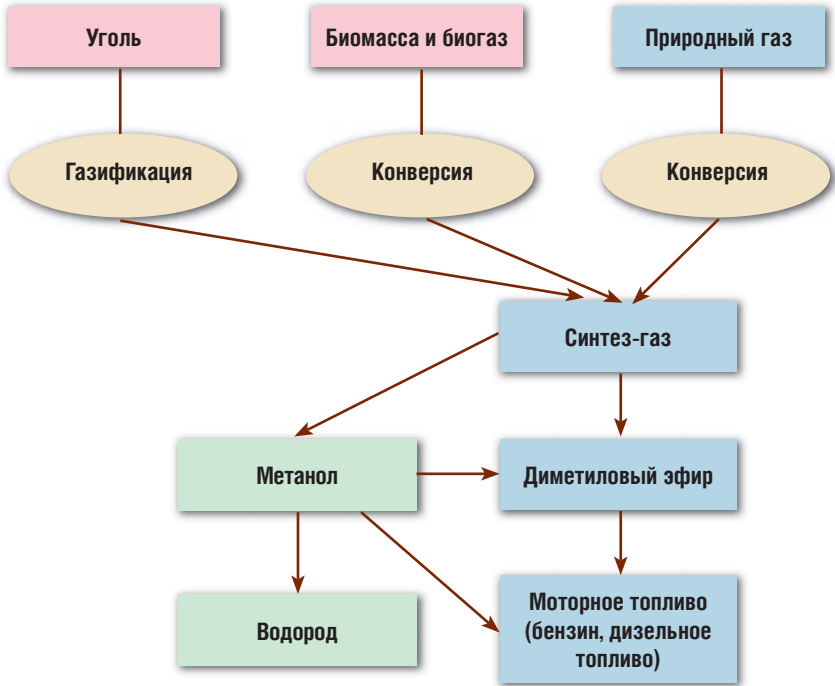 Уголь
Биомасса и биогаз
Природный газ
Газификация
Конверсия
Конверсия
Синтез-газ
Метанол
Диметиловый эфир
Водород
Моторное топливо
(бензин, дизельное
топливо)